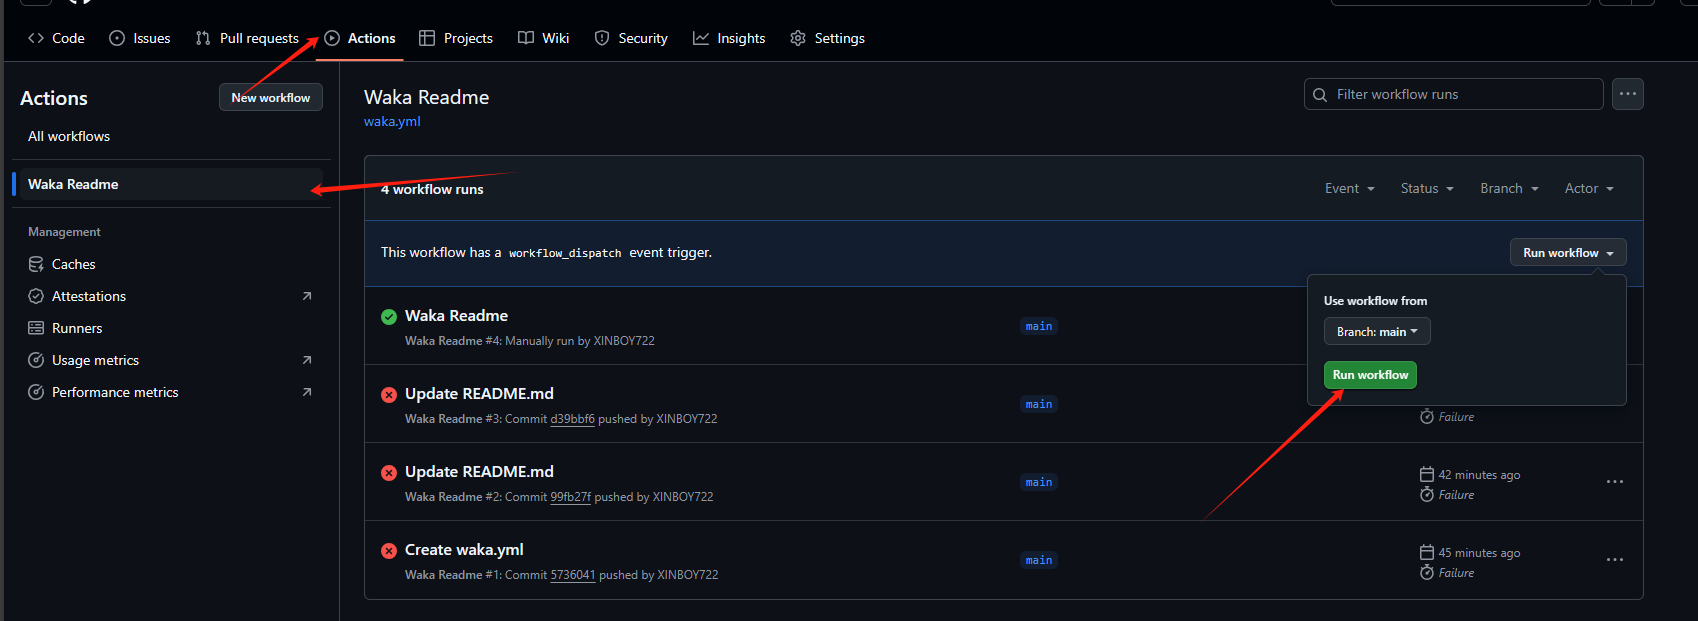 Code Issues Pull requests Actions Projects Wiki Security Insights Settings
Actions
New workflow
All workflows
Waka Readme
Management
Caches
Attestations
Runners
Usage metrics
Performance metrics
Waka Readme
waka.yml
Filter workflow runs
4 workflow runs
Event Status Branch Actor
This workflow has a workflow_dispatch event trigger.
Run workflow
Use workflow from
Branch: main
Run workflow
Waka Readme
Waka Readme #4: Manually run by XINBOY722
main
Update README.md
Waka Readme #3: Commit d39bbf6 pushed by XINBOY722
main
Failure
Update README.md
Waka Readme #2: Commit 99fb27f pushed by XINBOY722
main
42 minutes ago
Failure
Create waka.yml
Waka Readme #1: Commit 5736041 pushed by XINBOY722
main
45 minutes ago
Failure